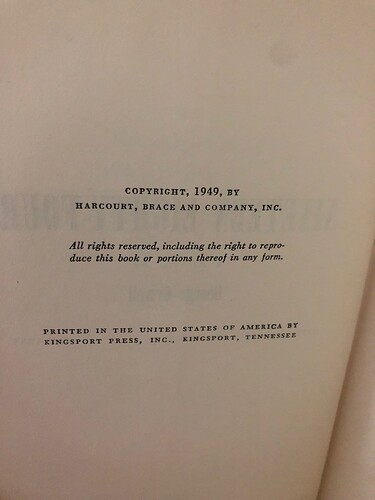 COPYRIGHT, 1949, BY
HARCOURT, BRACE AND COMPANY, INC.
All rights reserved, including the right to repro-
duce this book or portions thereof in any form.
PRINTED IN THE UNITED STATES OF AMERICA BY
KINGSPORT PRESS, INC., KINGSPORT, TENNESSEE